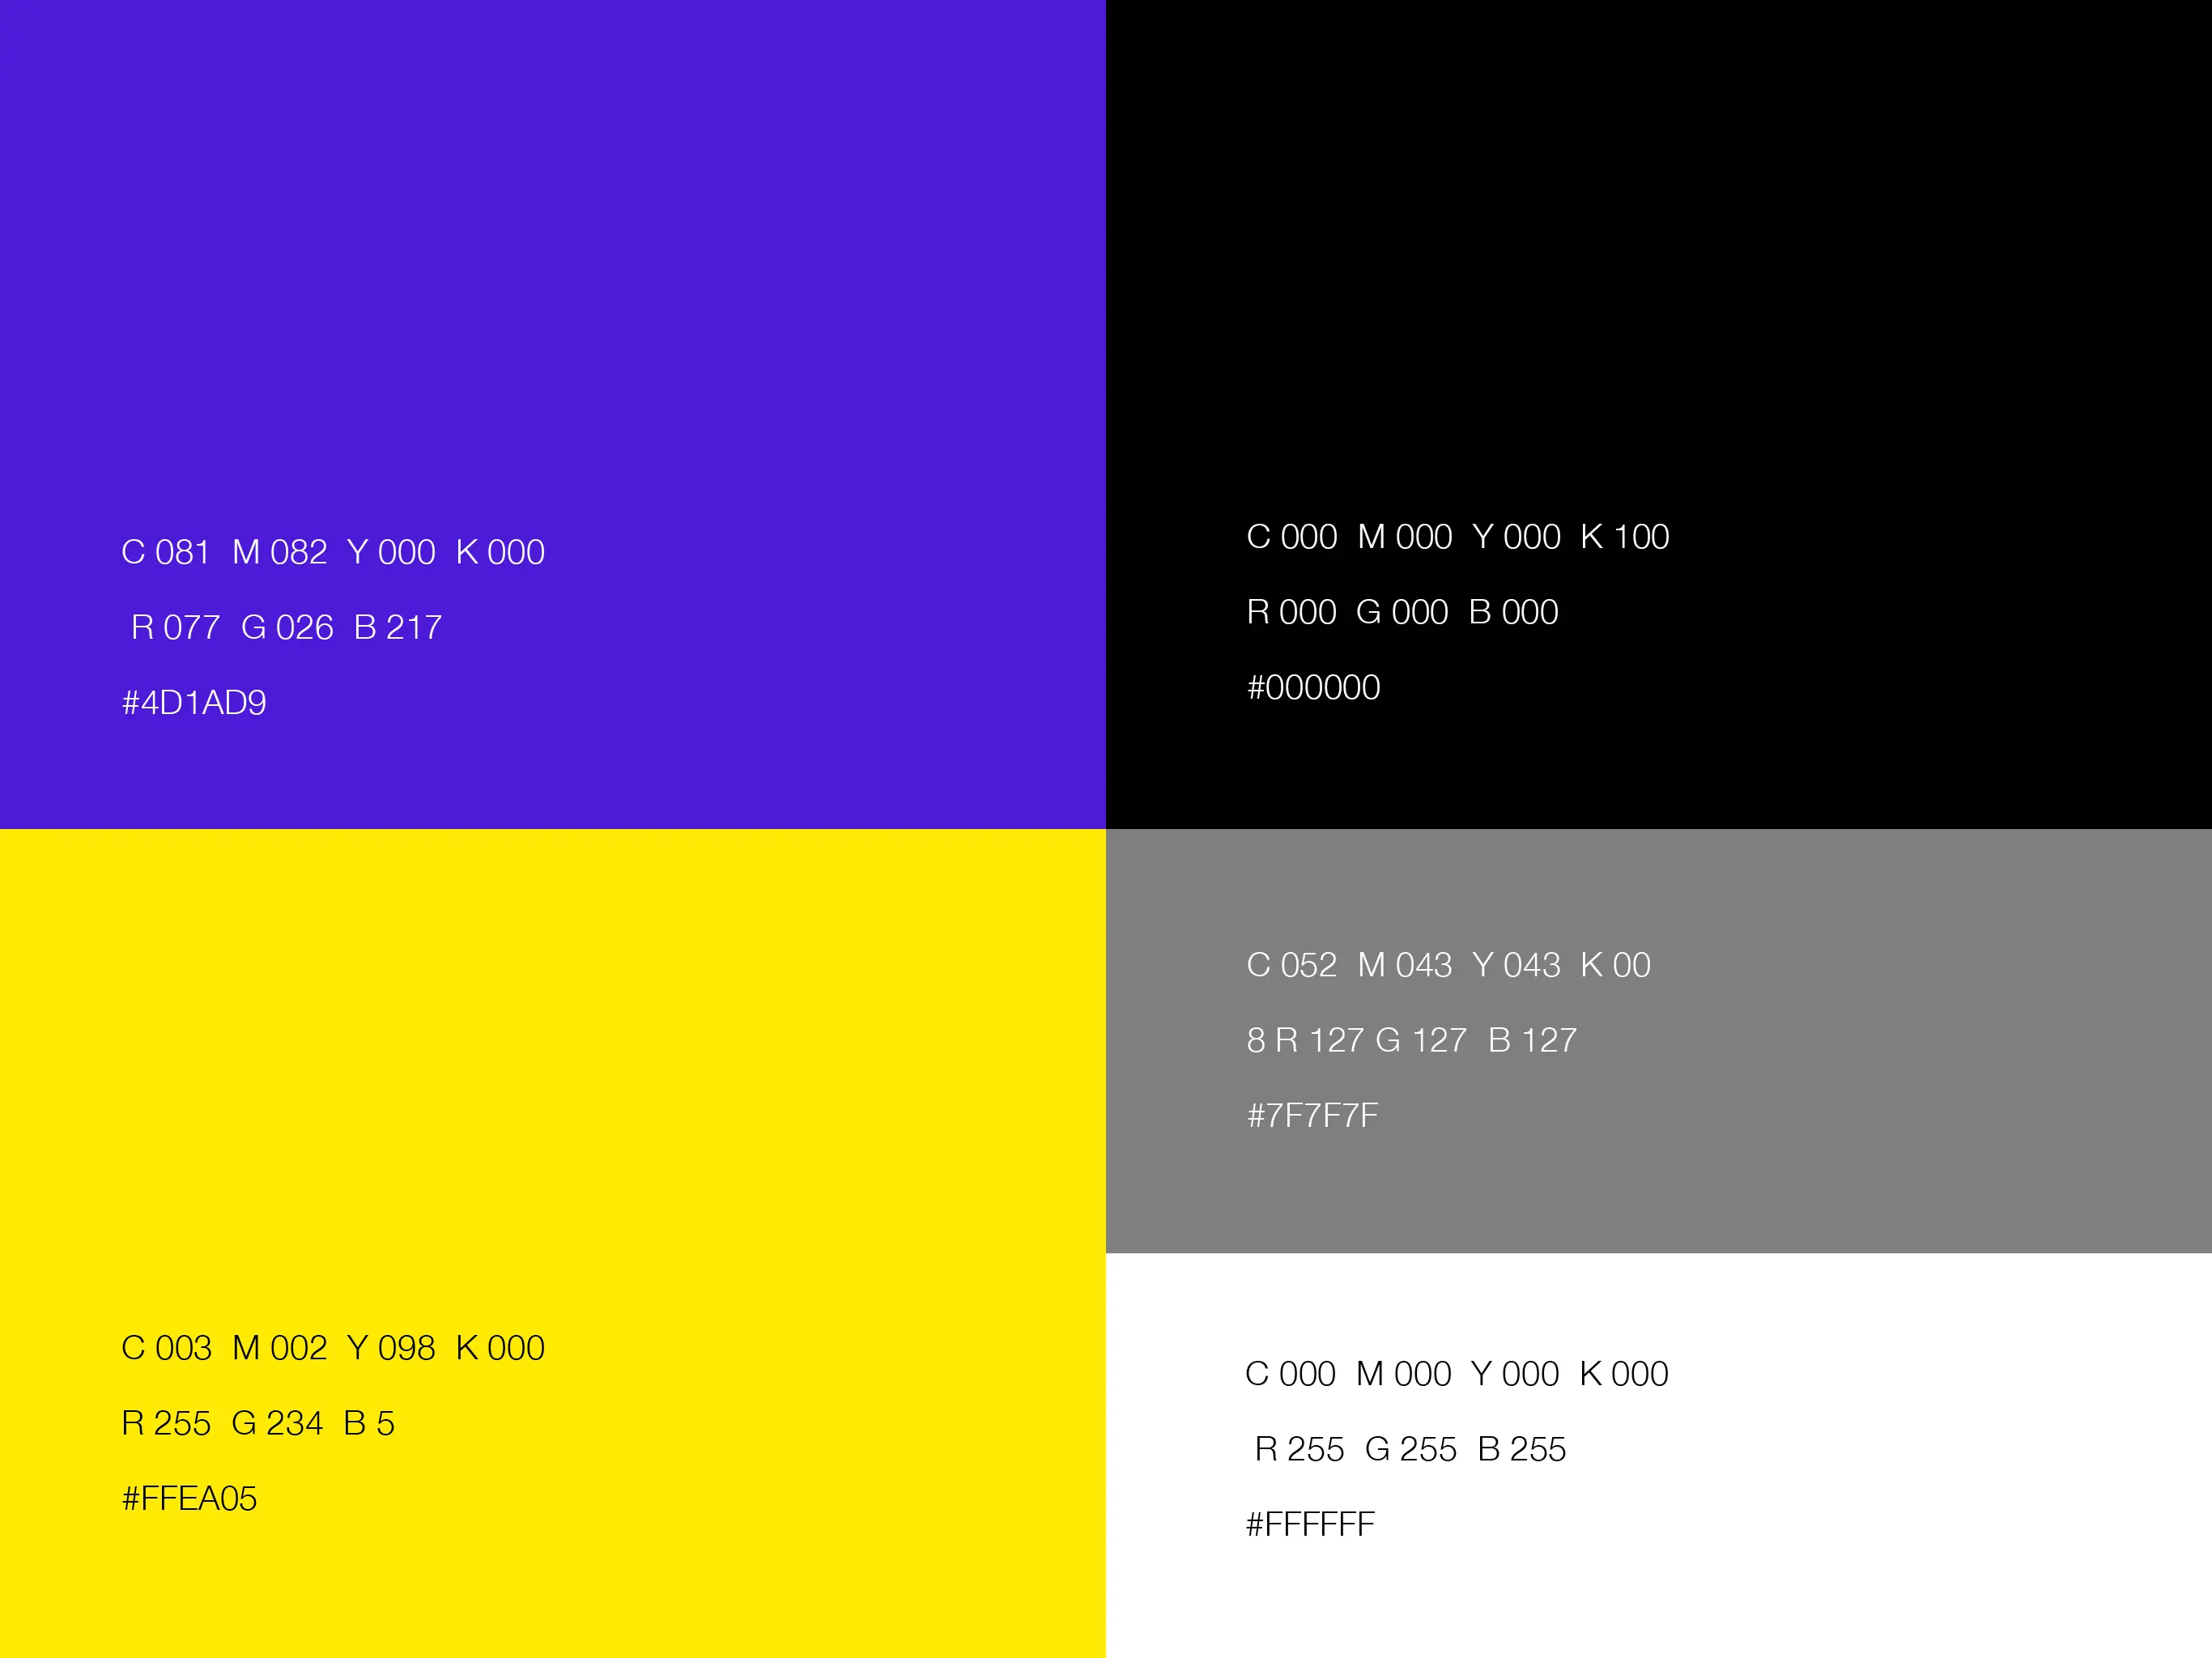 C 081 M 082 Y 000 K 000
R 077 G 026 B 217
#4D1AD9
C 000 M 000 Y 000 K 100
R 000 G 000 B 000
#000000
C 003 M 002 Y 098 K 000
R 255 G 234 B 5
#FFEA05
C 052 M 043 Y 043 K 00
8 R 127 G 127 B 127
#7F7F7F
C 000 M 000 Y 000 K 000
R 255 G 255 B 255
#FFFFFF